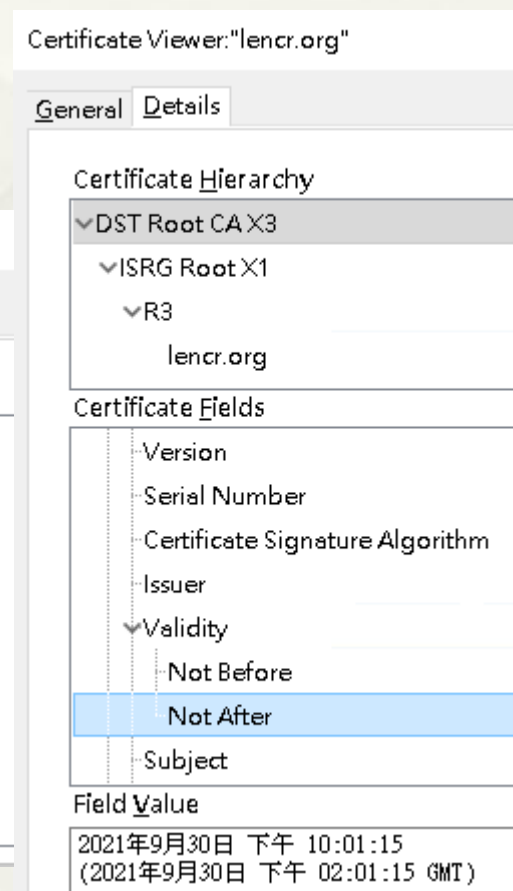 Certificate Viewer:"lencr.org"
General Details
Certificate Hierarchy
DST Root CA X3
ISRG Root X1
R3
lencr.org
Certificate Fields
Version
Serial Number
Certificate Signature Algorithm
Issuer
Validity
Not Before
Not After
Subject
Field Value
2021年9月30日 下午 10:01:15
(2021年9月30日 下午 02:01:15 GMT)